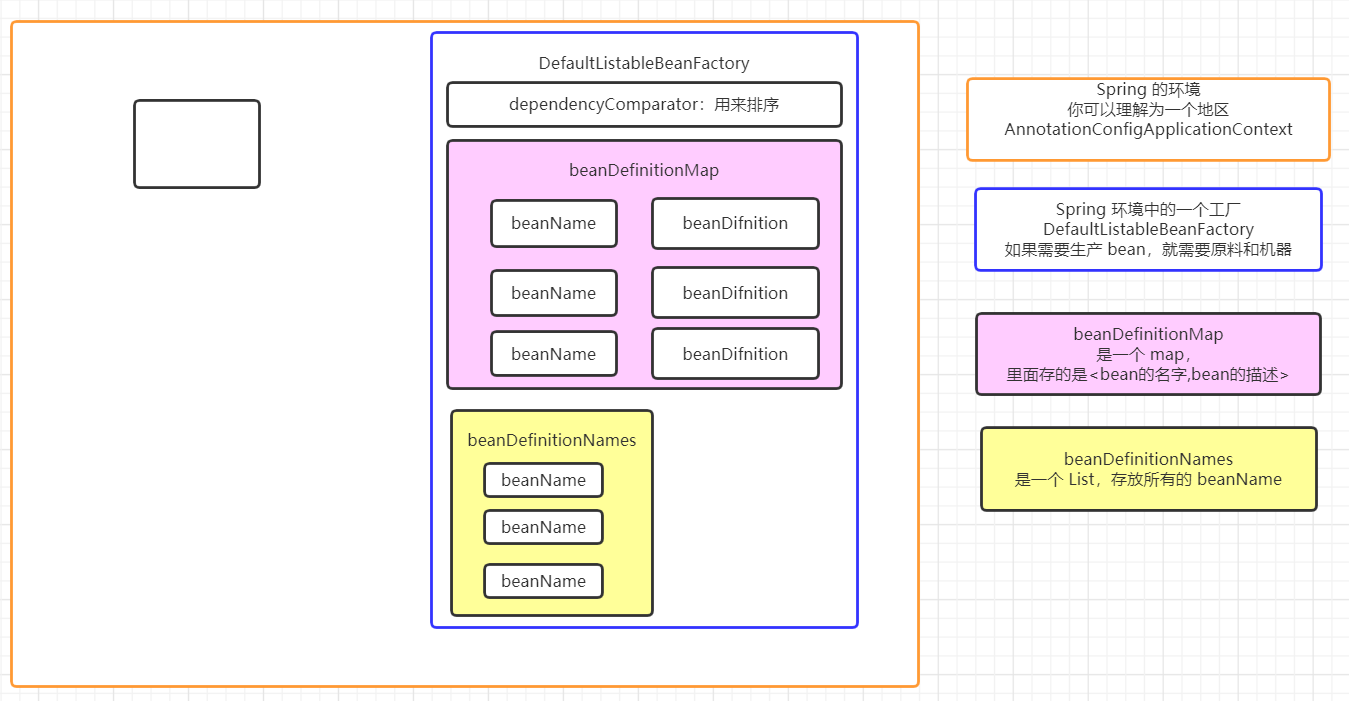 DefaultListableBeanFactory
dependencyComparator：用来排序
beanDefinitionMap
beanName
beanDifnition
beanName
beanDifnition
beanName
beanDifnition
beanDefinitionNames
beanName
beanName
beanName
Spring 的环境
你可以理解为一个地区
AnnotationConfigApplicationContext
Spring 环境中的一个工厂
DefaultListableBeanFactory
如果需要生产 bean，就需要原料和机器
beanDefinitionMap
是一个 map，
里面存的是<bean的名字,bean的描述>
beanDefinitionNames
是一个 List，存放所有的 beanName